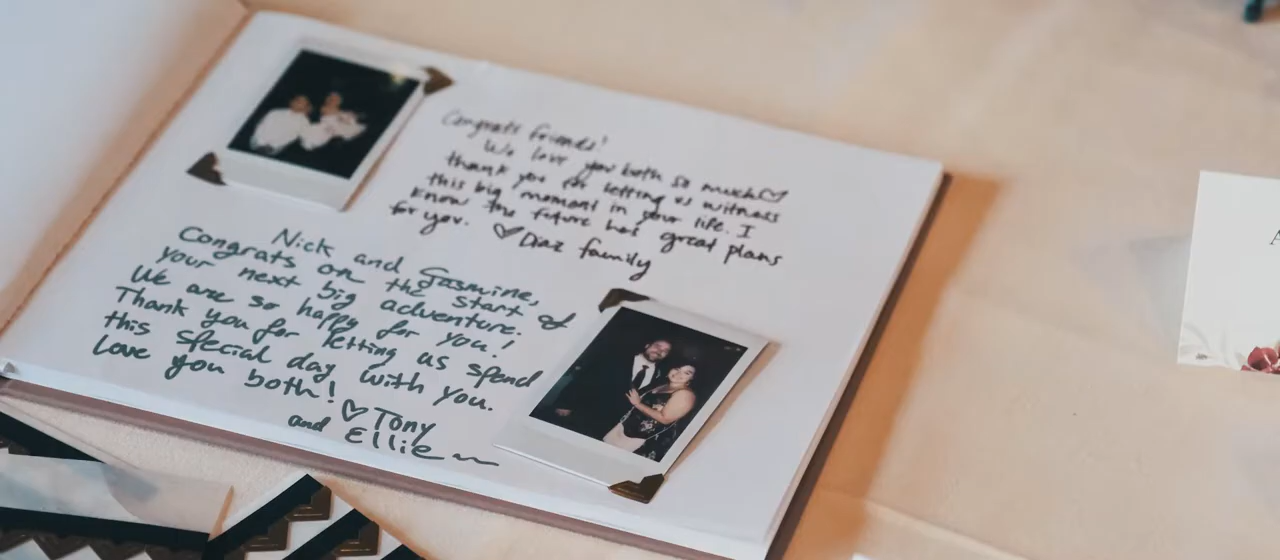 Congrats friends!
We love you both so much♡
thank you for letting us witness
this big moment in your life. I
know the future has great plans
for you. ♡ Diaz family
Nick and Jasmine,
Congrats on the start of
your next big adventure.
We are so happy for you!
Thank you for letting us spend
this special day with you.
Love you both!
♡ Tony
and Ellie
A